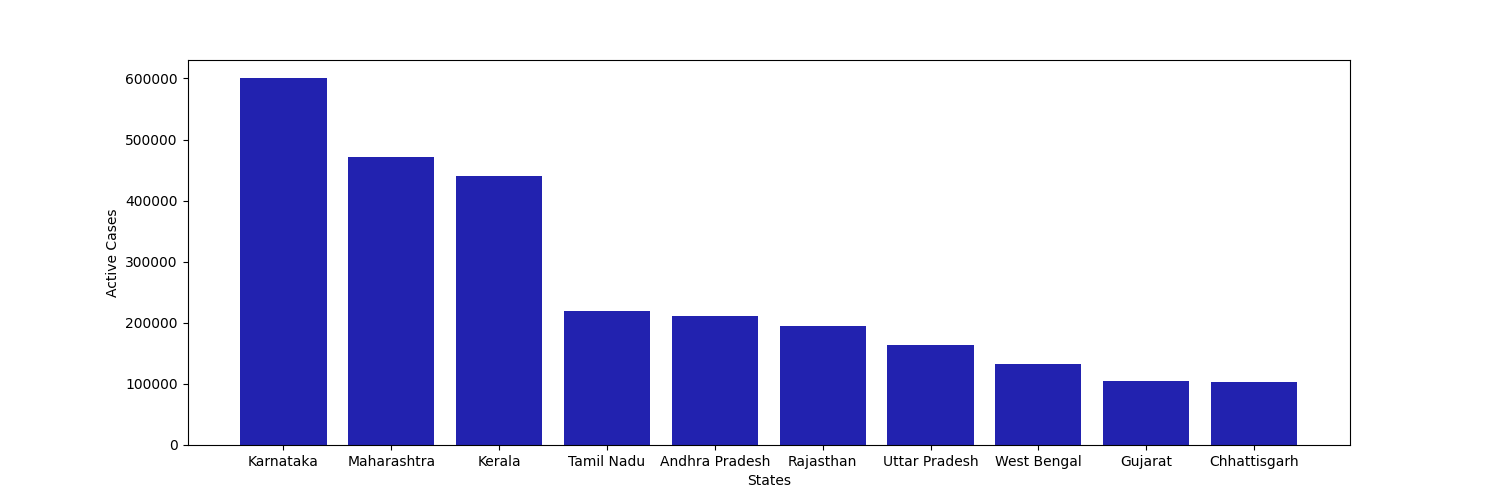 600000
500000
400000
300000
200000
100000
0
Active Cases
Karnataka Maharashtra Kerala Tamil Nadu Andhra Pradesh Rajasthan Uttar Pradesh West Bengal Gujarat Chhattisgarh
States